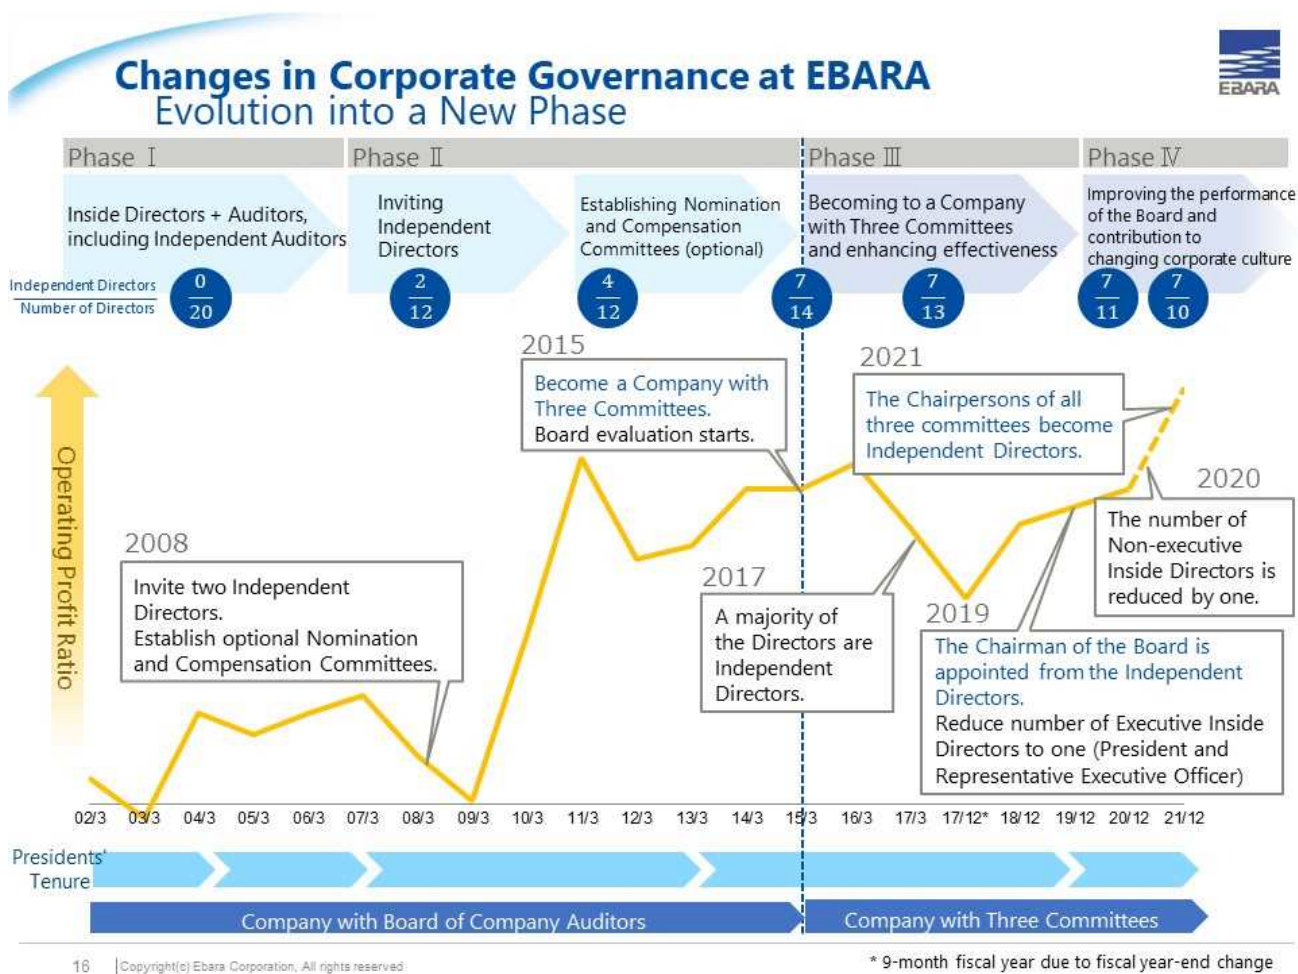 Changes in Corporate Governance at EBARA
Evolution into a New Phase
EBARA
Phase Ⅰ
Phase Ⅱ
Phase Ⅲ
Phase Ⅳ
Inside Directors + Auditors,
including Independent Auditors
Inviting
Independent
Directors
Establishing Nomination
and Compensation
Committees (optional)
Becoming to a Company
with Three Committees
and enhancing effectiveness
Improving the performance
of the Board and
contribution to
changing corporate culture
Independent Directors
Number of Directors
0
20
2
12
4
12
7
14
7
13
7
11
7
10
Operating Profit Ratio
2008
Invite two Independent
Directors.
Establish optional Nomination
and Compensation Committees.
2015
Become a Company with
Three Committees.
Board evaluation starts.
2017
A majority of
the Directors are
Independent
Directors.
2021
The Chairpersons of all
three committees become
Independent Directors.
2019
The Chairman of the Board is
appointed from the Independent
Directors.
Reduce number of Executive Inside
Directors to one (President and
Representative Executive Officer)
2020
The number of
Non-executive
Inside Directors is
reduced by one.
02/3 03/3 04/3 05/3 06/3 07/3 08/3 09/3 10/3 11/3 12/3 13/3 14/3 15/3 16/3 17/3 17/12* 18/12 19/12 20/12 21/12
Presidents'
Tenure
Company with Board of Company Auditors
Company with Three Committees
16
Copyright(c) Ebara Corporation, All rights reserved
* 9-month fiscal year due to fiscal year-end change